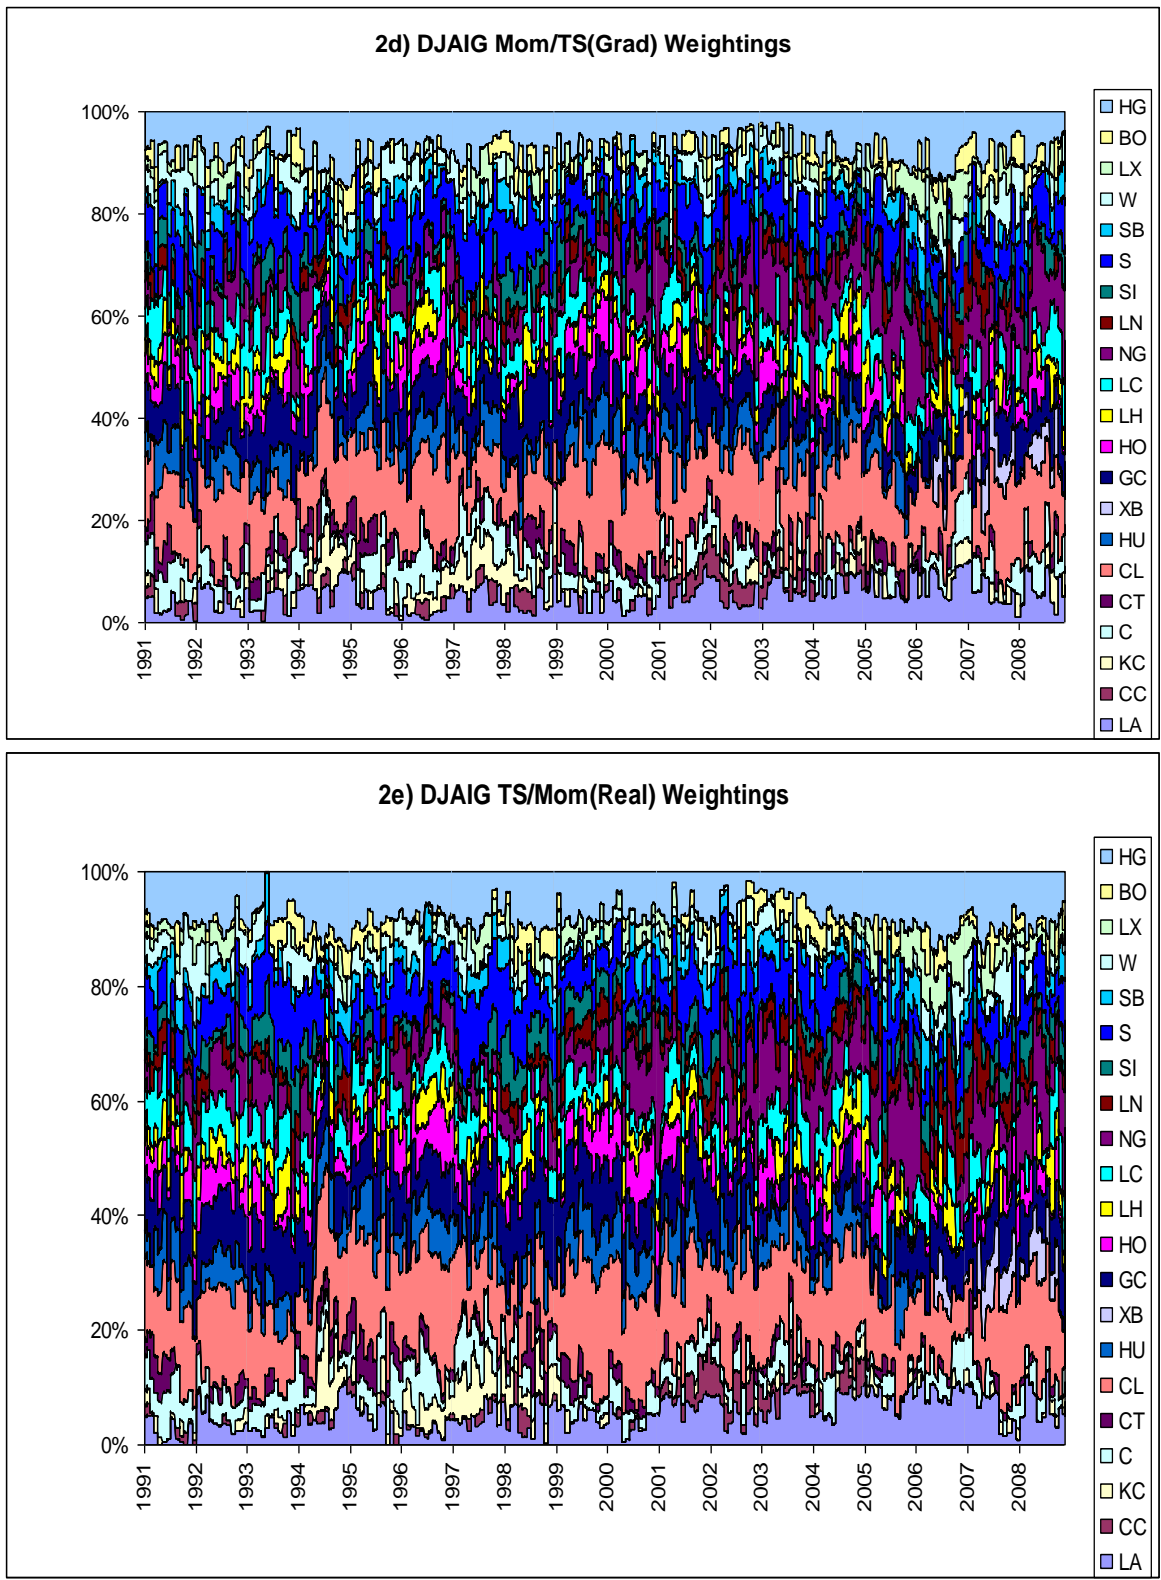 2d) DJAIG Mom/TS(Grad) Weightings
100%
80%
60%
40%
20%
0%
1991
1992
1993
1994
1995
1996
1997
1998
1999
2000
2001
2002
2003
2004
2005
2006
2007
2008
HG
BO
LX
W
SB
S
SI
LN
NG
LC
LH
HO
GC
XB
HU
CL
CT
C
KC
CC
LA
2e) DJAIG TS/Mom(Real) Weightings
100%
80%
60%
40%
20%
0%
1991
1992
1993
1994
1995
1996
1997
1998
1999
2000
2001
2002
2003
2004
2005
2006
2007
2008
HG
BO
LX
W
SB
S
SI
LN
NG
LC
LH
HO
GC
XB
HU
CL
CT
C
KC
CC
LA